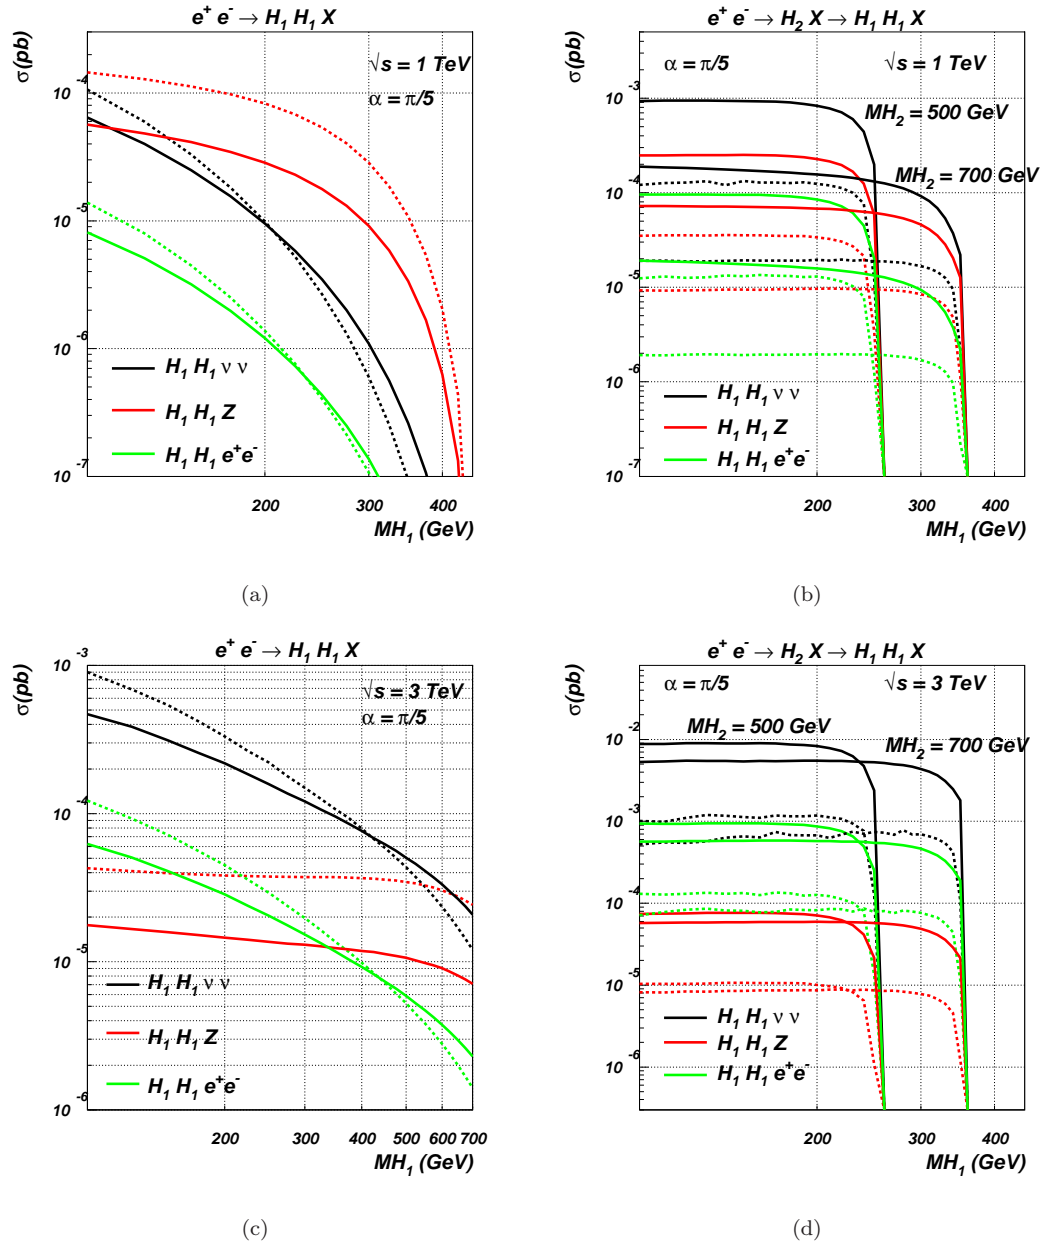 e⁺ e⁻ → H₁ H₁ X
σ(pb)
√s = 1 TeV
α = π/5
10⁻⁴
10⁻⁵
10⁻⁶
10⁻⁷
H₁ H₁ ν ν
H₁ H₁ Z
H₁ H₁ e⁺e⁻
200 300 400
MH₁ (GeV)
(a)
e⁺ e⁻ → H₂ X → H₁ H₁ X
σ(pb)
α = π/5 √s = 1 TeV
MH₂ = 500 GeV
MH₂ = 700 GeV
10⁻³
10⁻⁴
10⁻⁵
10⁻⁶
10⁻⁷
H₁ H₁ ν ν
H₁ H₁ Z
H₁ H₁ e⁺e⁻
200 300 400
MH₁ (GeV)
(b)
e⁺ e⁻ → H₁ H₁ X
σ(pb)
√s = 3 TeV
α = π/5
10⁻³
10⁻⁴
10⁻⁵
10⁻⁶
H₁ H₁ ν ν
H₁ H₁ Z
H₁ H₁ e⁺e⁻
200 300 400 500 600 700
MH₁ (GeV)
(c)
e⁺ e⁻ → H₂ X → H₁ H₁ X
σ(pb)
α = π/5 √s = 3 TeV
MH₂ = 500 GeV
MH₂ = 700 GeV
10⁻²
10⁻³
10⁻⁴
10⁻⁵
10⁻⁶
H₁ H₁ ν ν
H₁ H₁ Z
H₁ H₁ e⁺e⁻
200 300 400
MH₁ (GeV)
(d)